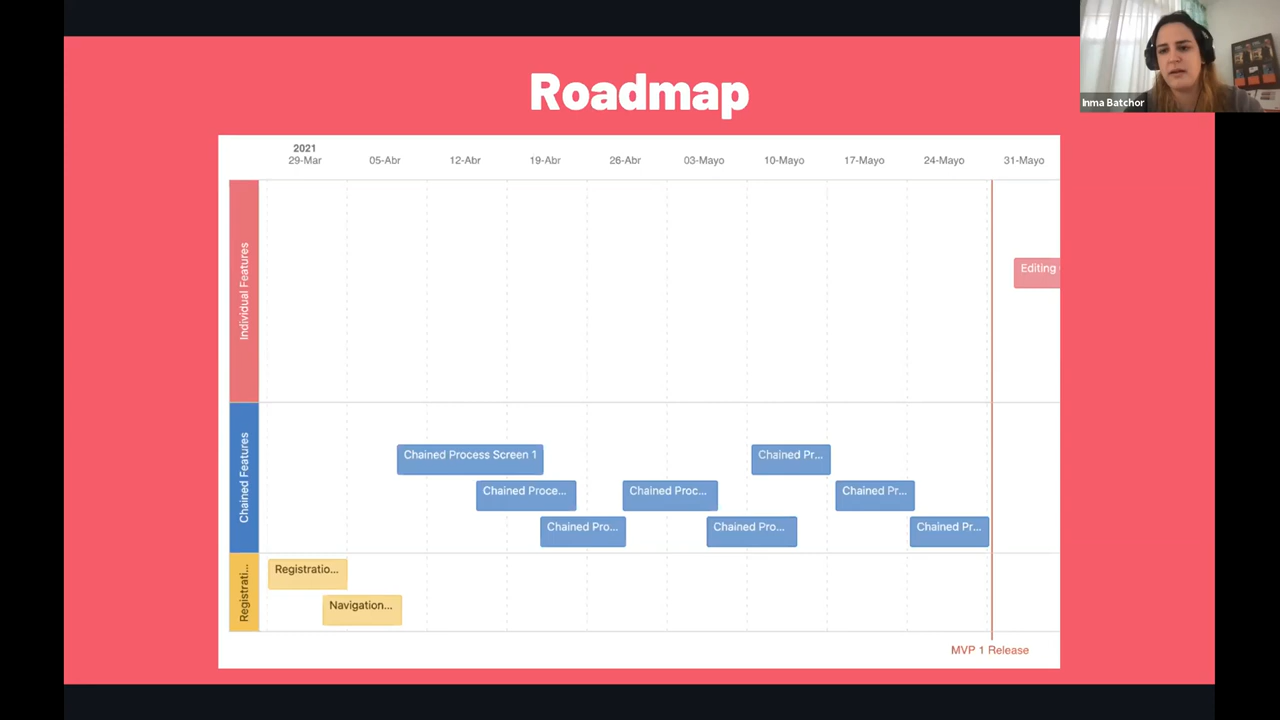 Roadmap
Inma Batchor
2021
29-Mar 05-Abr 12-Abr 19-Abr 26-Abr 03-Mayo 10-Mayo 17-Mayo 24-Mayo 31-Mayo
Individual Features
Editing
Chained Features
Chained Process Screen 1
Chained Pr...
Chained Proce...
Chained Proc...
Chained Pr...
Chained Pro...
Chained Pro...
Chained Pr...
Registrati...
Registratio...
Navigation...
MVP 1 Release